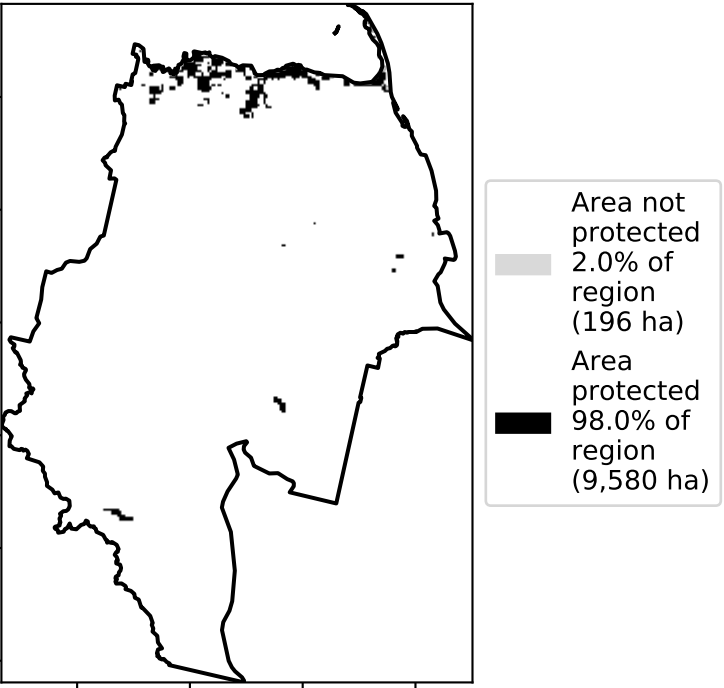 Area not
protected
2.0% of
region
(196 ha)
Area
protected
98.0% of
region
(9,580 ha)